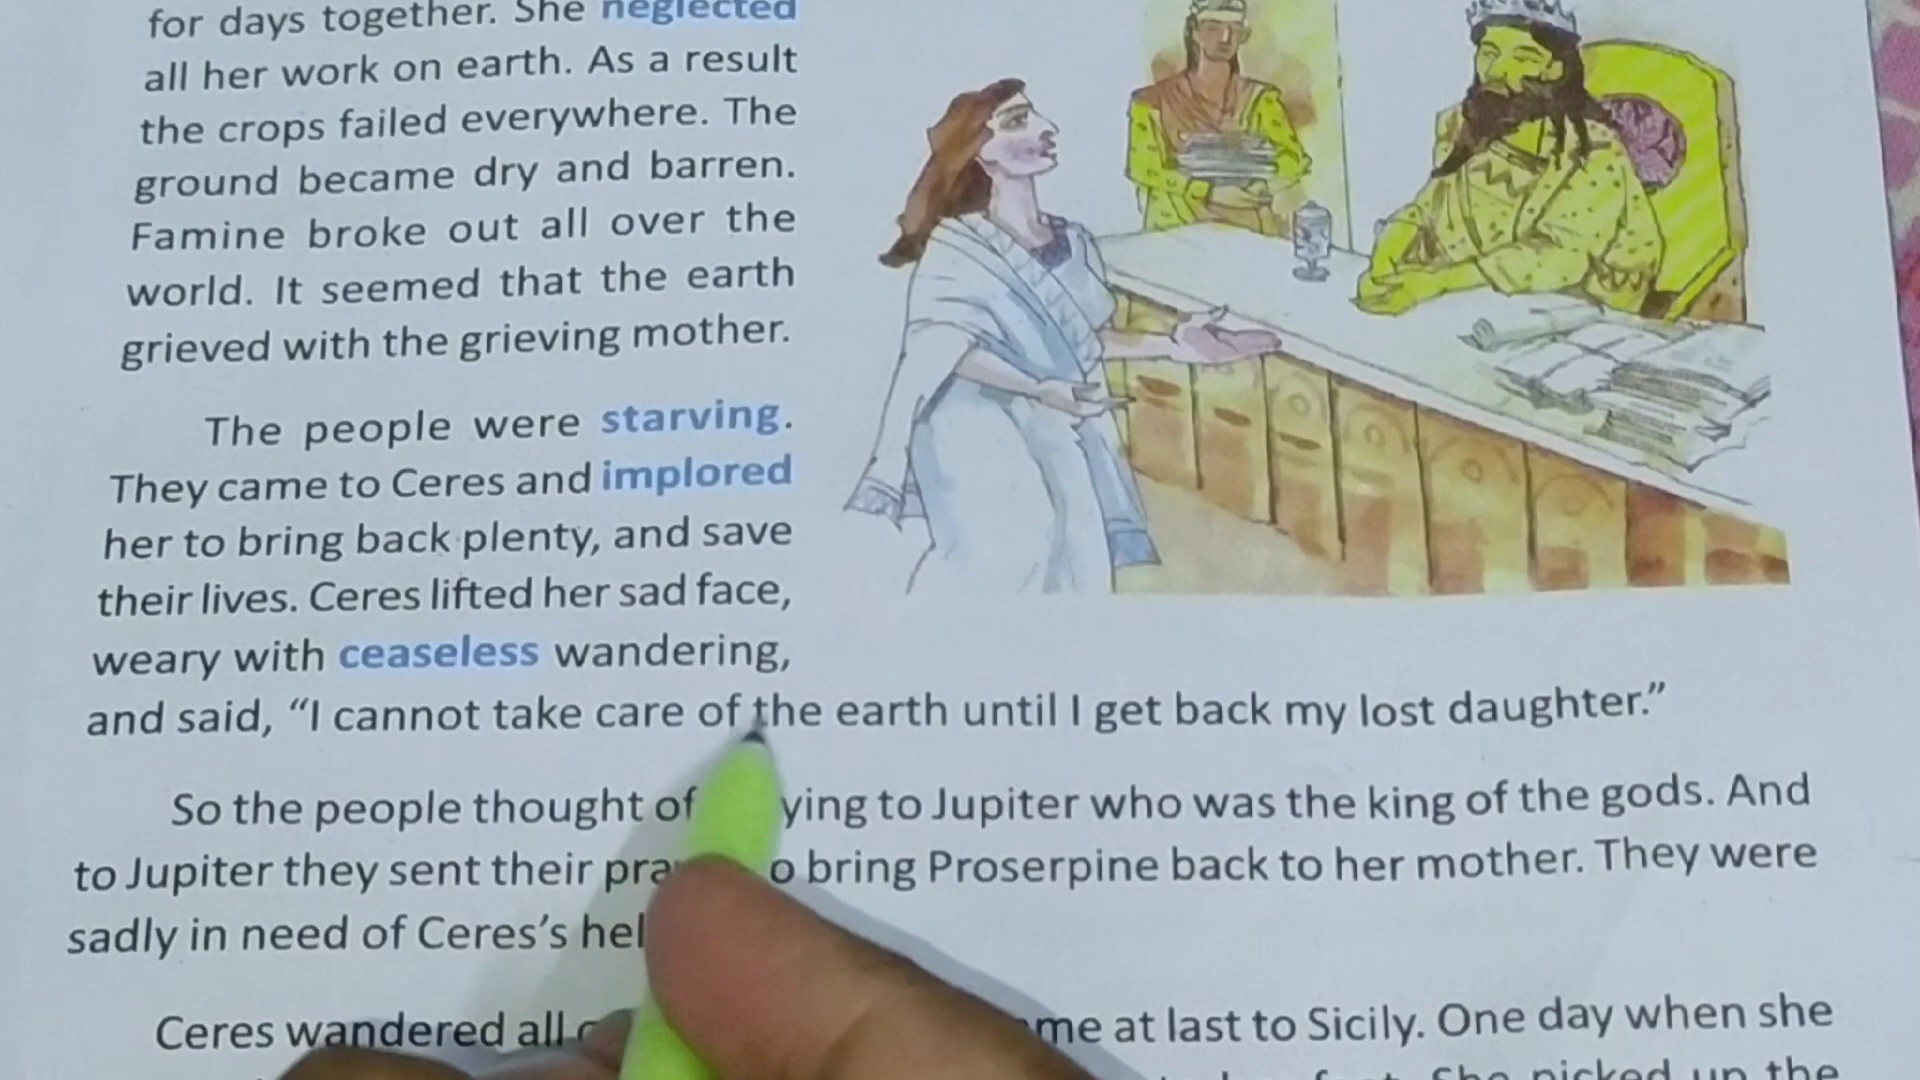 for days together. She neglected
all her work on earth. As a result
the crops failed everywhere. The
ground became dry and barren.
Famine broke out all over the
world. It seemed that the earth
grieved with the grieving mother.
The people were starving.
They came to Ceres and implored
her to bring back plenty, and save
their lives. Ceres lifted her sad face,
weary with ceaseless wandering,
and said, “I cannot take care of the earth until I get back my lost daughter.”
So the people thought of ying to Jupiter who was the king of the gods. And
to Jupiter they sent their bring Proserpine back to her mother. They were
sadly in need of Ceres’s
Ceres wandered all at last to Sicily. One day when she
She picked up the